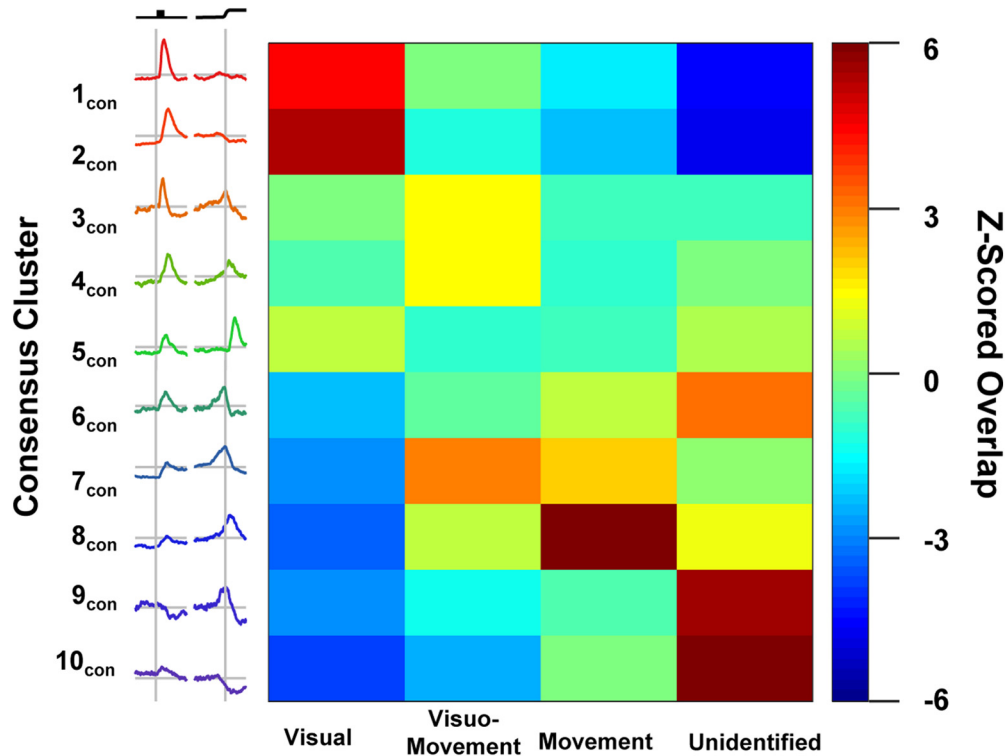 Consensus Cluster
1con
2con
3con
4con
5con
6con
7con
8con
9con
10con
Visual
Visuo-
Movement
Movement
Unidentified
6
3
0
-3
-6
Z-Scored Overlap